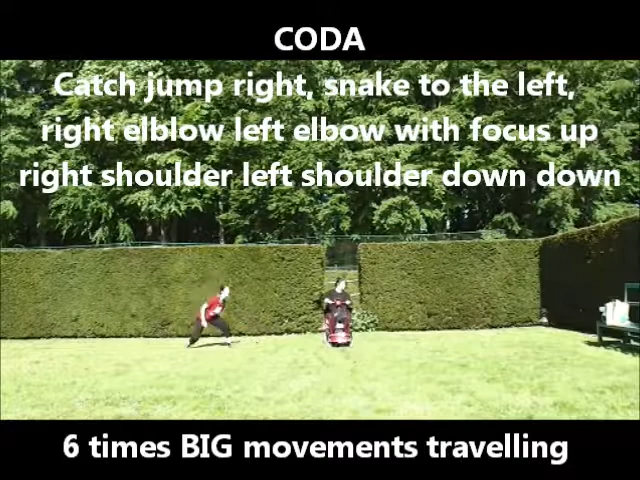 CODA
Catch jump right, snake to the left,
right elblow left elbow with focus up
right shoulder left shoulder down down
6 times BIG movements travelling